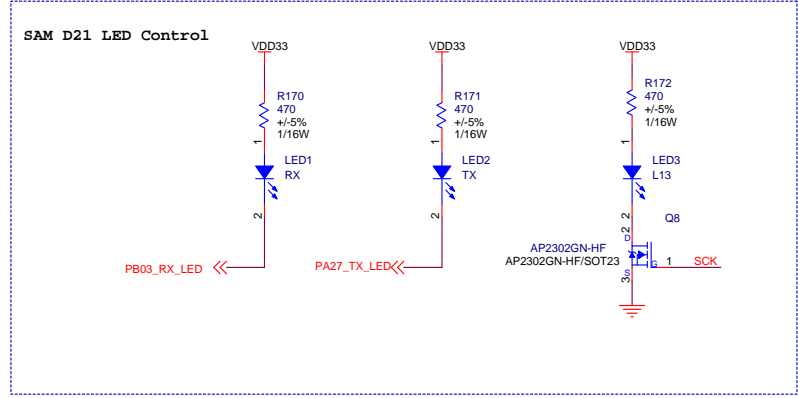 SAM D21 LED Control
VDD33
VDD33
VDD33
R170
470
+/-5%
1/16W
R171
470
+/-5%
1/16W
R172
470
+/-5%
1/16W
1
1
1
LED1
RX
LED2
TX
LED3
L13
2
2
2
2
Q8
D
AP2302GN-HF
AP2302GN-HF/SOT23
G
1
SCK
S
3
PB03_RX_LED
PA27_TX_LED